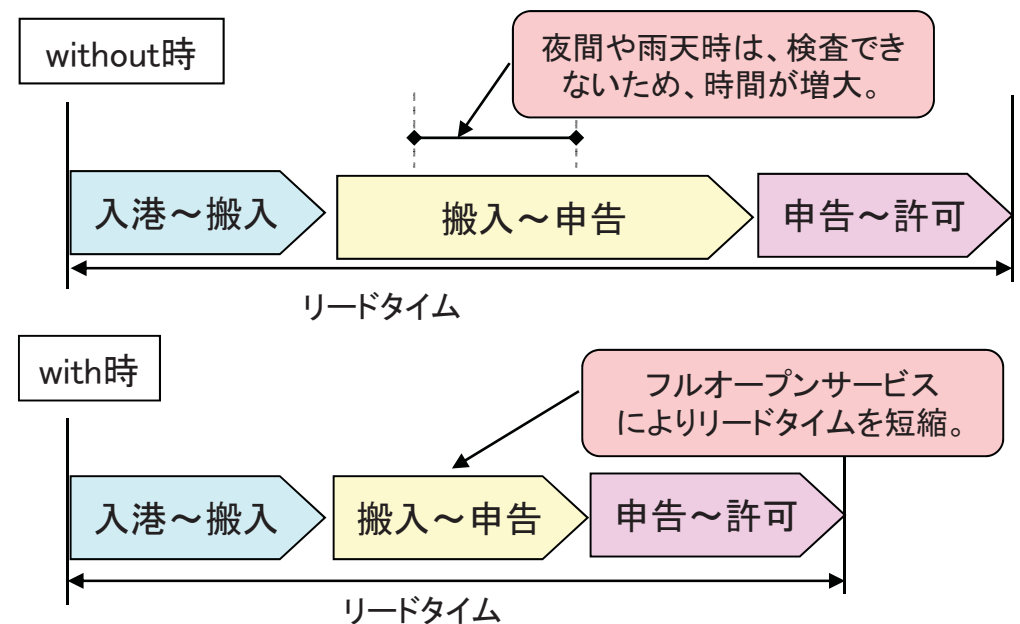 without時
夜間や雨天時は、検査でき
ないため、時間が増大。
入港～搬入
搬入～申告
申告～許可
リードタイム
with時
フルオープンサービス
によりリードタイムを短縮。
入港～搬入
搬入～申告
申告～許可
リードタイム